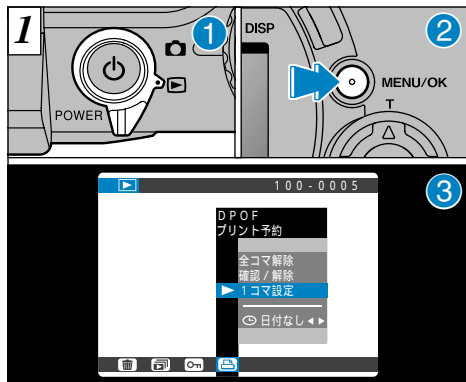 1
1
POWER
DISP
2
MENU/OK
T
3
100-0005
DPOF
プリント予約
全コマ解除
確認/解除
1コマ設定
日付なし